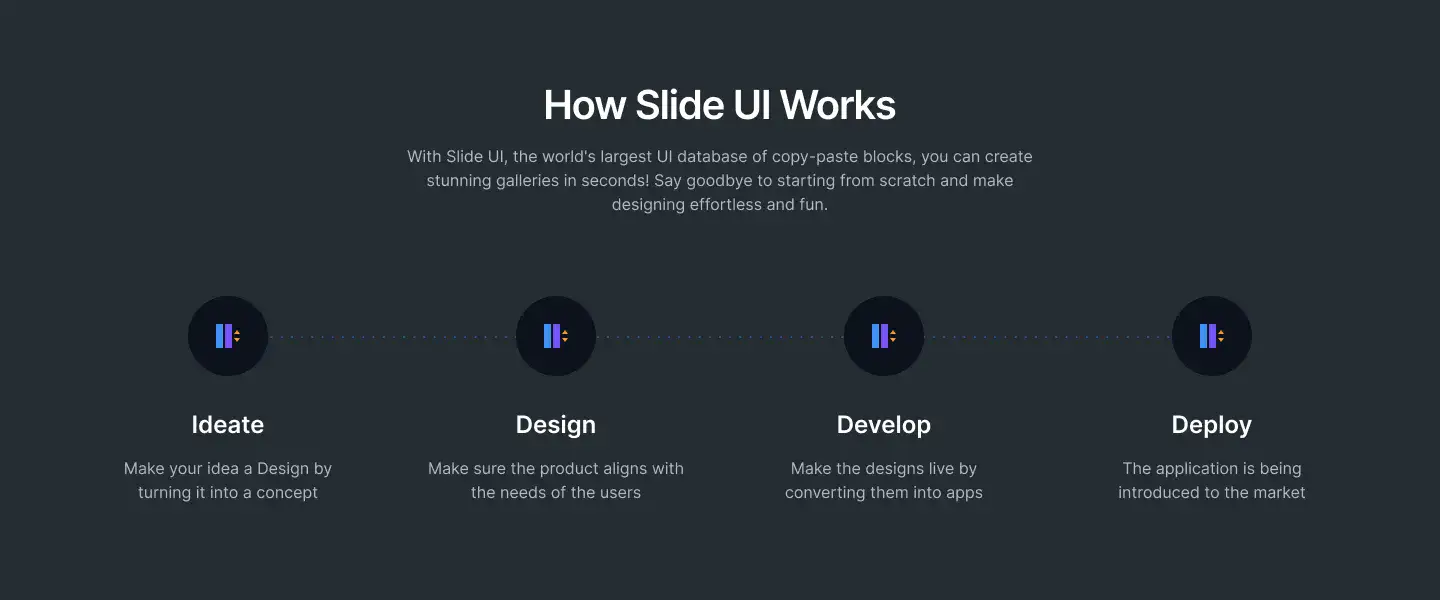 How Slide UI Works
With Slide UI, the world's largest UI database of copy-paste blocks, you can create
stunning galleries in seconds! Say goodbye to starting from scratch and make
designing effortless and fun.
Ideate
Make your idea a Design by
turning it into a concept
Design
Make sure the product aligns with
the needs of the users
Develop
Make the designs live by
converting them into apps
Deploy
The application is being
introduced to the market